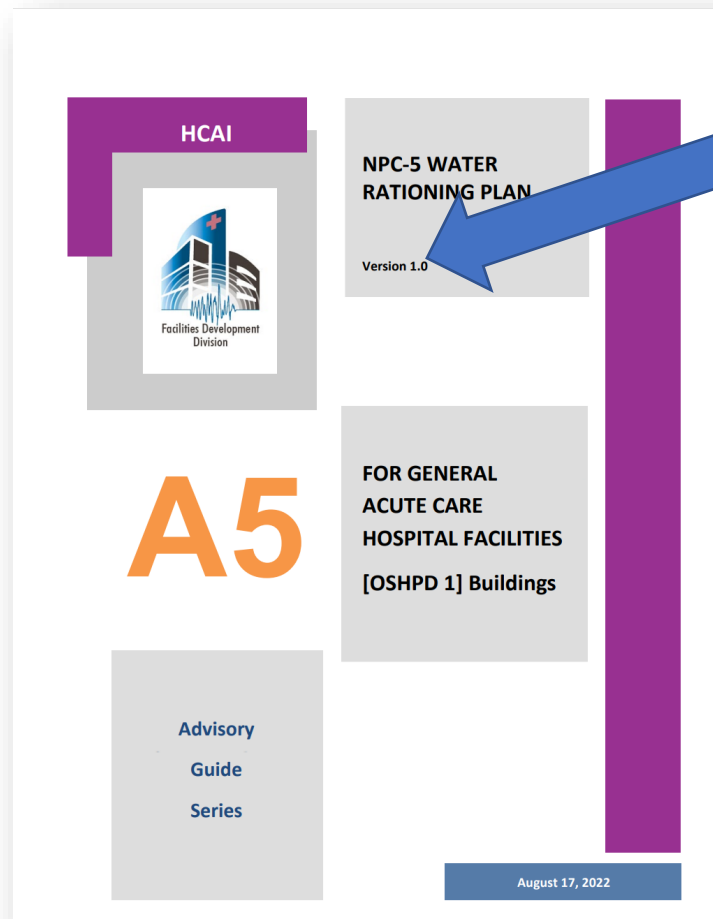 HCAI
Facilities Development
Division
NPC-5 WATER
RATIONING PLAN
Version 1.0
A5
FOR GENERAL
ACUTE CARE
HOSPITAL FACILITIES
[OSHPD 1] Buildings
Advisory
Guide
Series
August 17, 2022